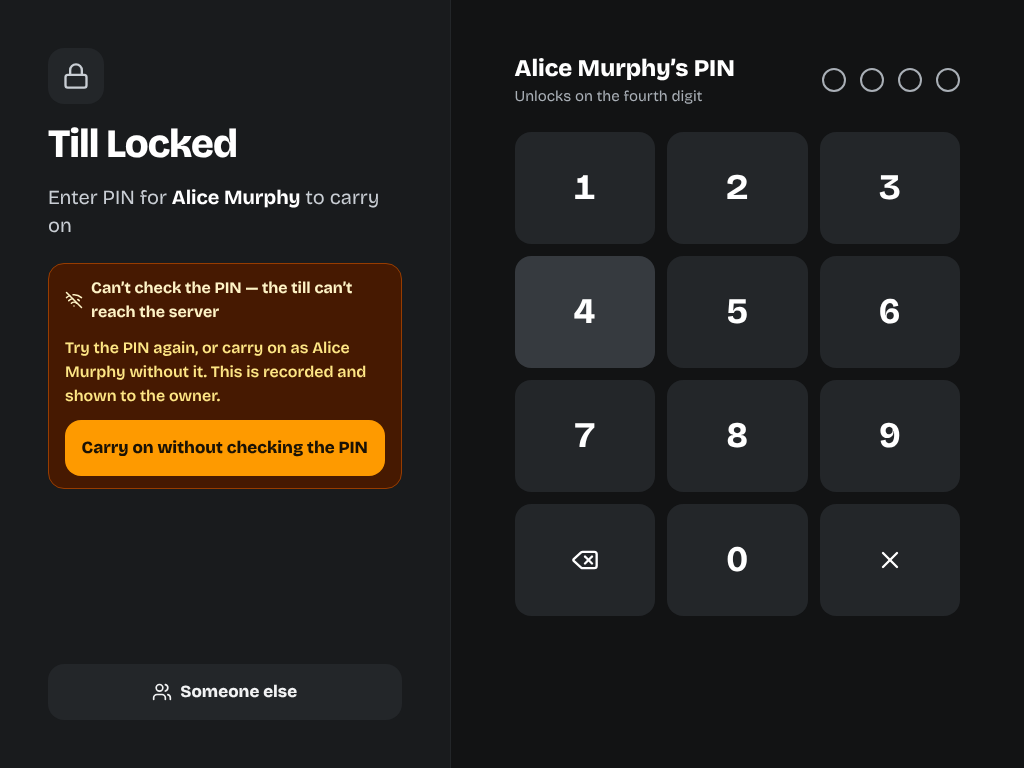 Till Locked
Enter PIN for Alice Murphy to carry
on
Can’t check the PIN — the till can’t
reach the server
Try the PIN again, or carry on as Alice
Murphy without it. This is recorded and
shown to the owner.
Carry on without checking the PIN
Someone else
Alice Murphy’s PIN
Unlocks on the fourth digit
1 2 3
4 5 6
7 8 9
0